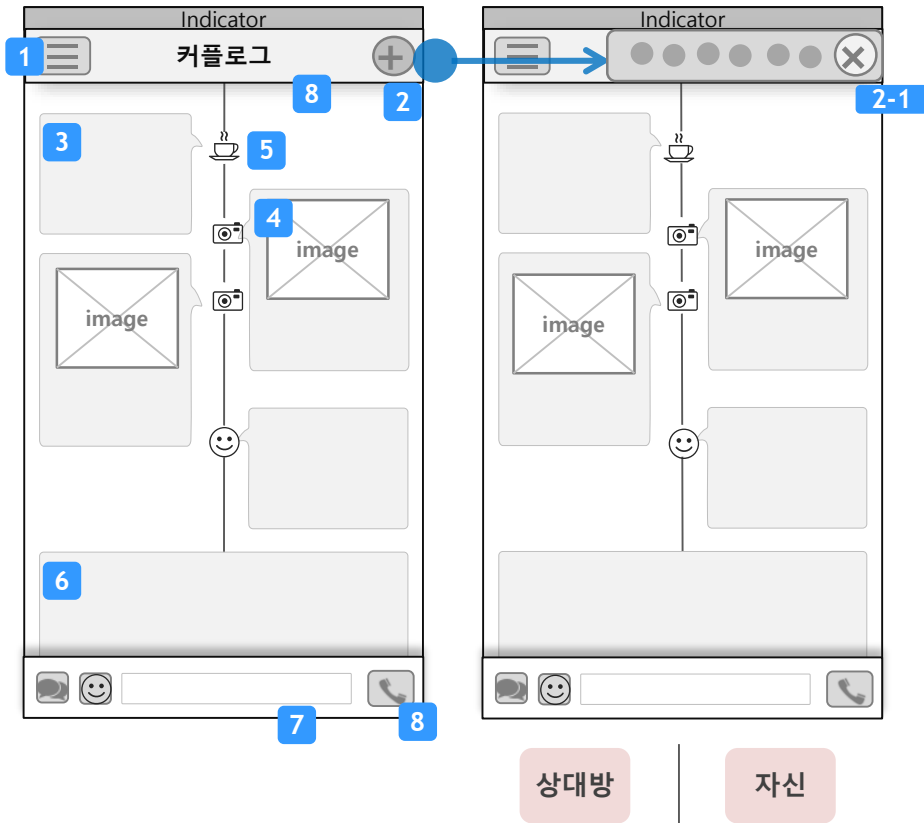 Indicator
1
커플로그
8
2
3
5
4
image
image
6
7
8
Indicator
2-1
image
image
상대방
자신